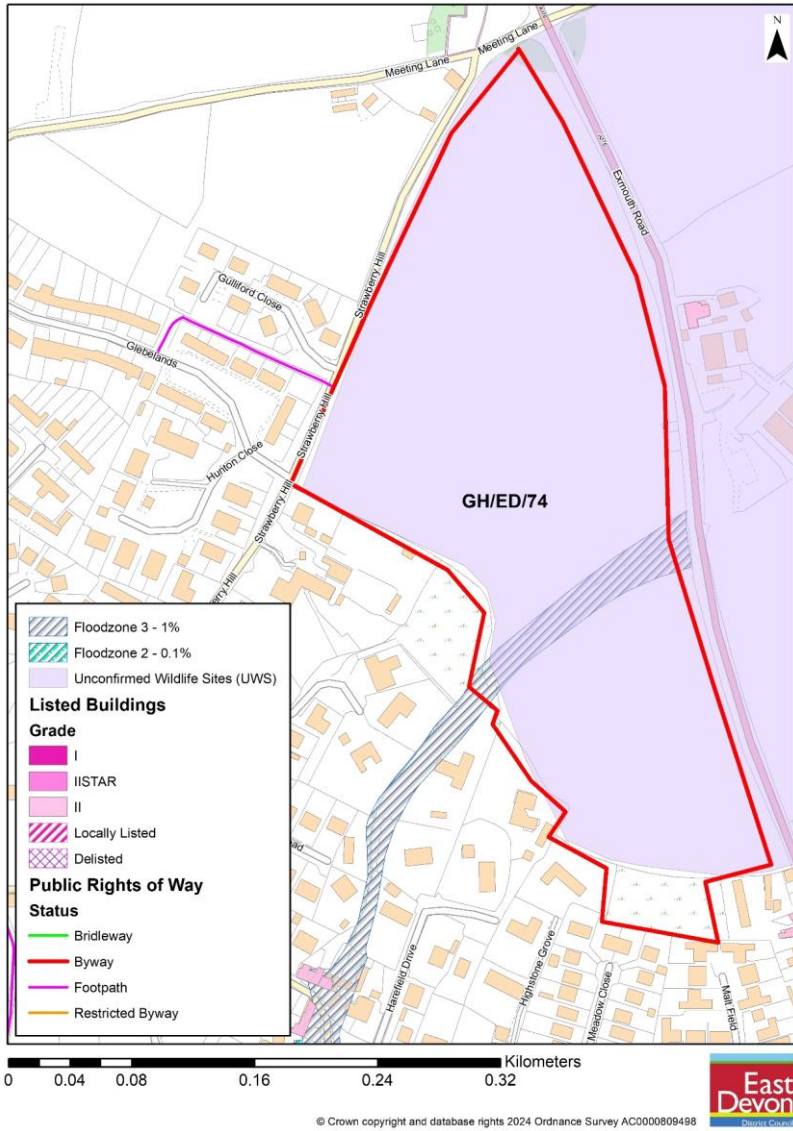 N
Meeting Lane
Meeting Lane
A376
A376
Exmouth Road
Gulliford Close
Strawberry Hill
Glebelands
Strawberry Hill
Hunton Close
Strawberry Hill
GH/ED/74
Floodzone 3 - 1%
Floodzone 2 - 0.1%
Unconfirmed Wildlife Sites (UWS)
Listed Buildings
Grade
I
IISTAR
II
Locally Listed
Delisted
Public Rights of Way
Status
Bridleway
Byway
Footpath
Restricted Byway
Harefield Drive
Highstone Grove
Meadow Close
Malt Field
Kilometers
0 0.04 0.08 0.16 0.24 0.32
East
Devon
District Council
© Crown copyright and database rights 2024 Ordnance Survey AC0000809498